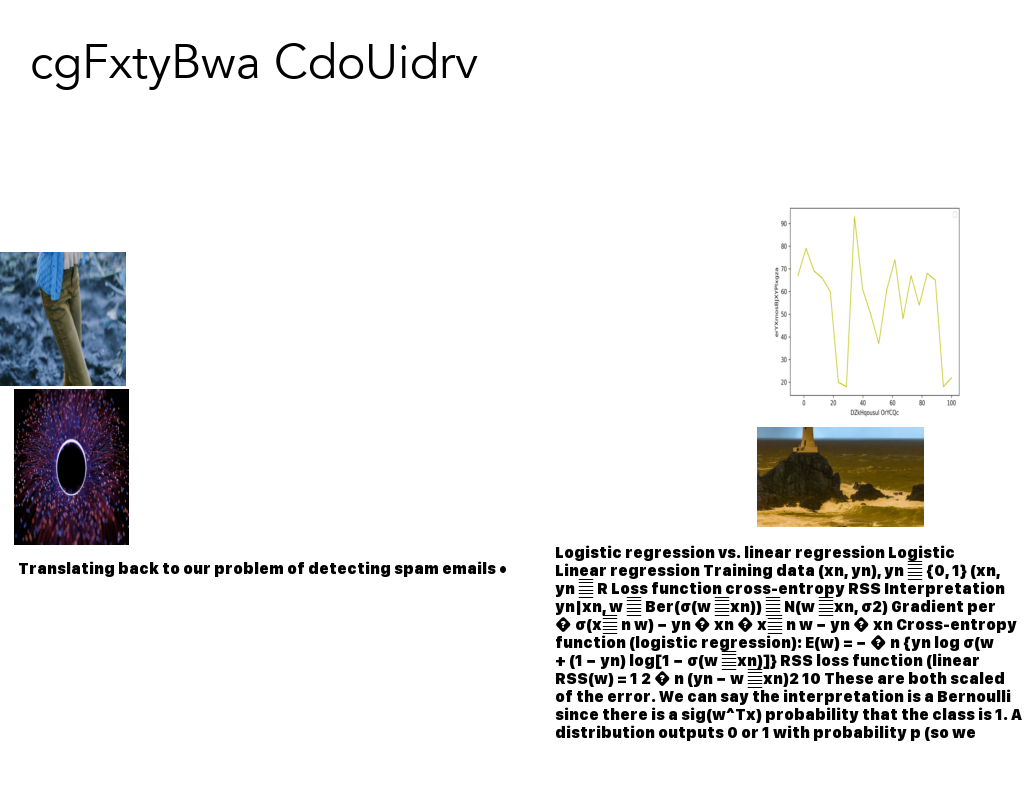 cgFxtyBwa CdoUidrv
90
80
70
60
50
40
30
20
0 20 40 60 80 100
Translating back to our problem of detecting spam emails •
Logistic regression vs. linear regression Logistic
Linear regression Training data (xn, yn), yn {0, 1} (xn,
yn R Loss function cross-entropy RSS Interpretation
yn|xn, w Ber(σ(w xn)) N(w xn, σ2) Gradient per
� σ(x n w) − yn � xn � x n w − yn � xn Cross-entropy
function (logistic regression): E(w) = − � n {yn log σ(w
+ (1 − yn) log[1 − σ(w xn)]} RSS loss function (linear
RSS(w) = 1 2 � n (yn − w xn)2 10 These are both scaled
of the error. We can say the interpretation is a Bernoulli
since there is a sig(w^Tx) probability that the class is 1. A
distribution outputs 0 or 1 with probability p (so we